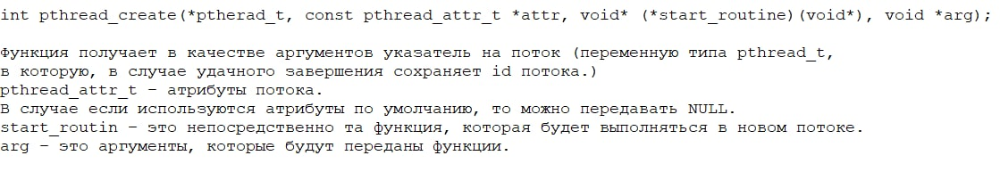 int pthread_create(*ptherad_t, const pthread_attr_t *attr, void* (*start_routine)(void*), void *arg);
Функция получает в качестве аргументов указатель на поток (переменную типа pthread_t,
в которую, в случае удачного завершения сохраняет id потока.)
pthread_attr_t – атрибуты потока.
В случае если используются атрибуты по умолчанию, то можно передавать NULL.
start_routin – это непосредственно та функция, которая будет выполняться в новом потоке.
arg – это аргументы, которые будут переданы функции.